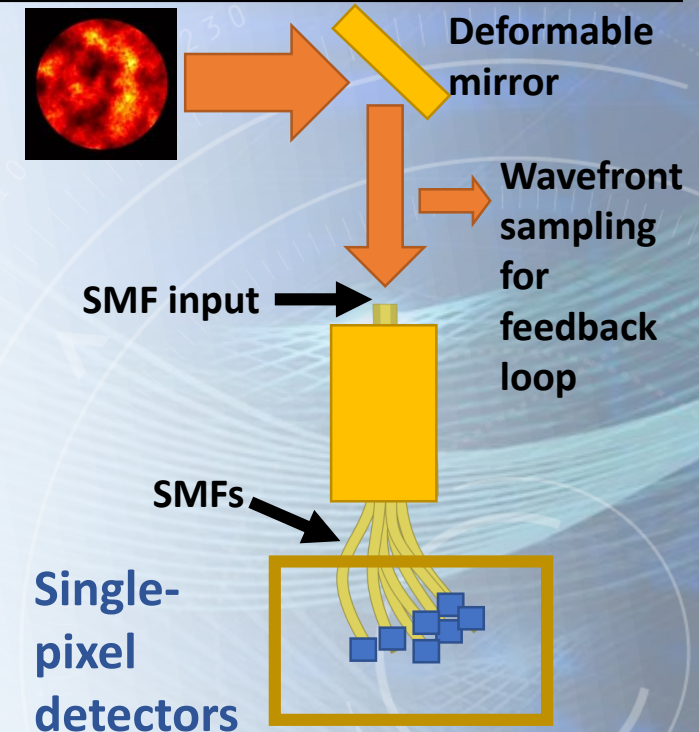 Deformable
mirror
Wavefront
sampling
for
feedback
loop
SMF input
SMFs
Single-
pixel
detectors